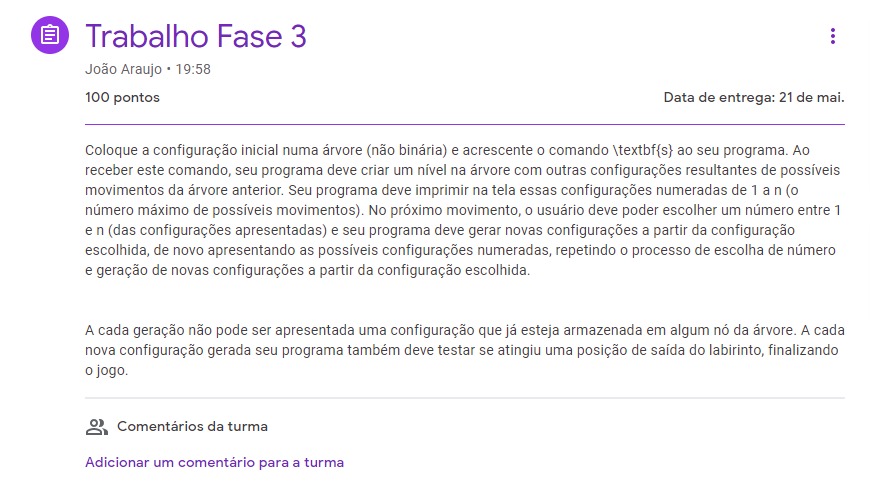 Trabalho Fase 3
João Araujo • 19:58
100 pontos
Data de entrega: 21 de mai.
Coloque a configuração inicial numa árvore (não binária) e acrescente o comando \textbf{s} ao seu programa. Ao
receber este comando, seu programa deve criar um nível na árvore com outras configurações resultantes de possíveis
movimentos da árvore anterior. Seu programa deve imprimir na tela essas configurações numeradas de 1 a n (o
número máximo de possíveis movimentos). No próximo movimento, o usuário deve poder escolher um número entre 1
e n (das configurações apresentadas) e seu programa deve gerar novas configurações a partir da configuração
escolhida, de novo apresentando as possíveis configurações numeradas, repetindo o processo de escolha de número
e geração de novas configurações a partir da configuração escolhida.
A cada geração não pode ser apresentada uma configuração que já esteja armazenada em algum nó da árvore. A cada
nova configuração gerada seu programa também deve testar se atingiu uma posição de saída do labirinto, finalizando
o jogo.
Comentários da turma
Adicionar um comentário para a turma